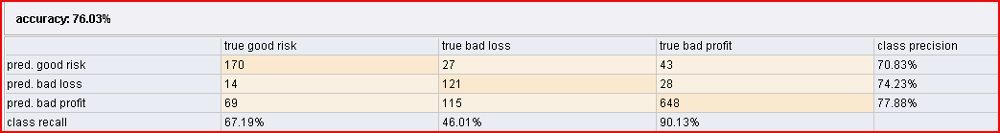 accuracy: 76.03%
true good risk true bad loss true bad profit class precision
pred. good risk 170 27 43 70.83%
pred. bad loss 14 121 28 74.23%
pred. bad profit 69 115 648 77.88%
class recall 67.19% 46.01% 90.13%